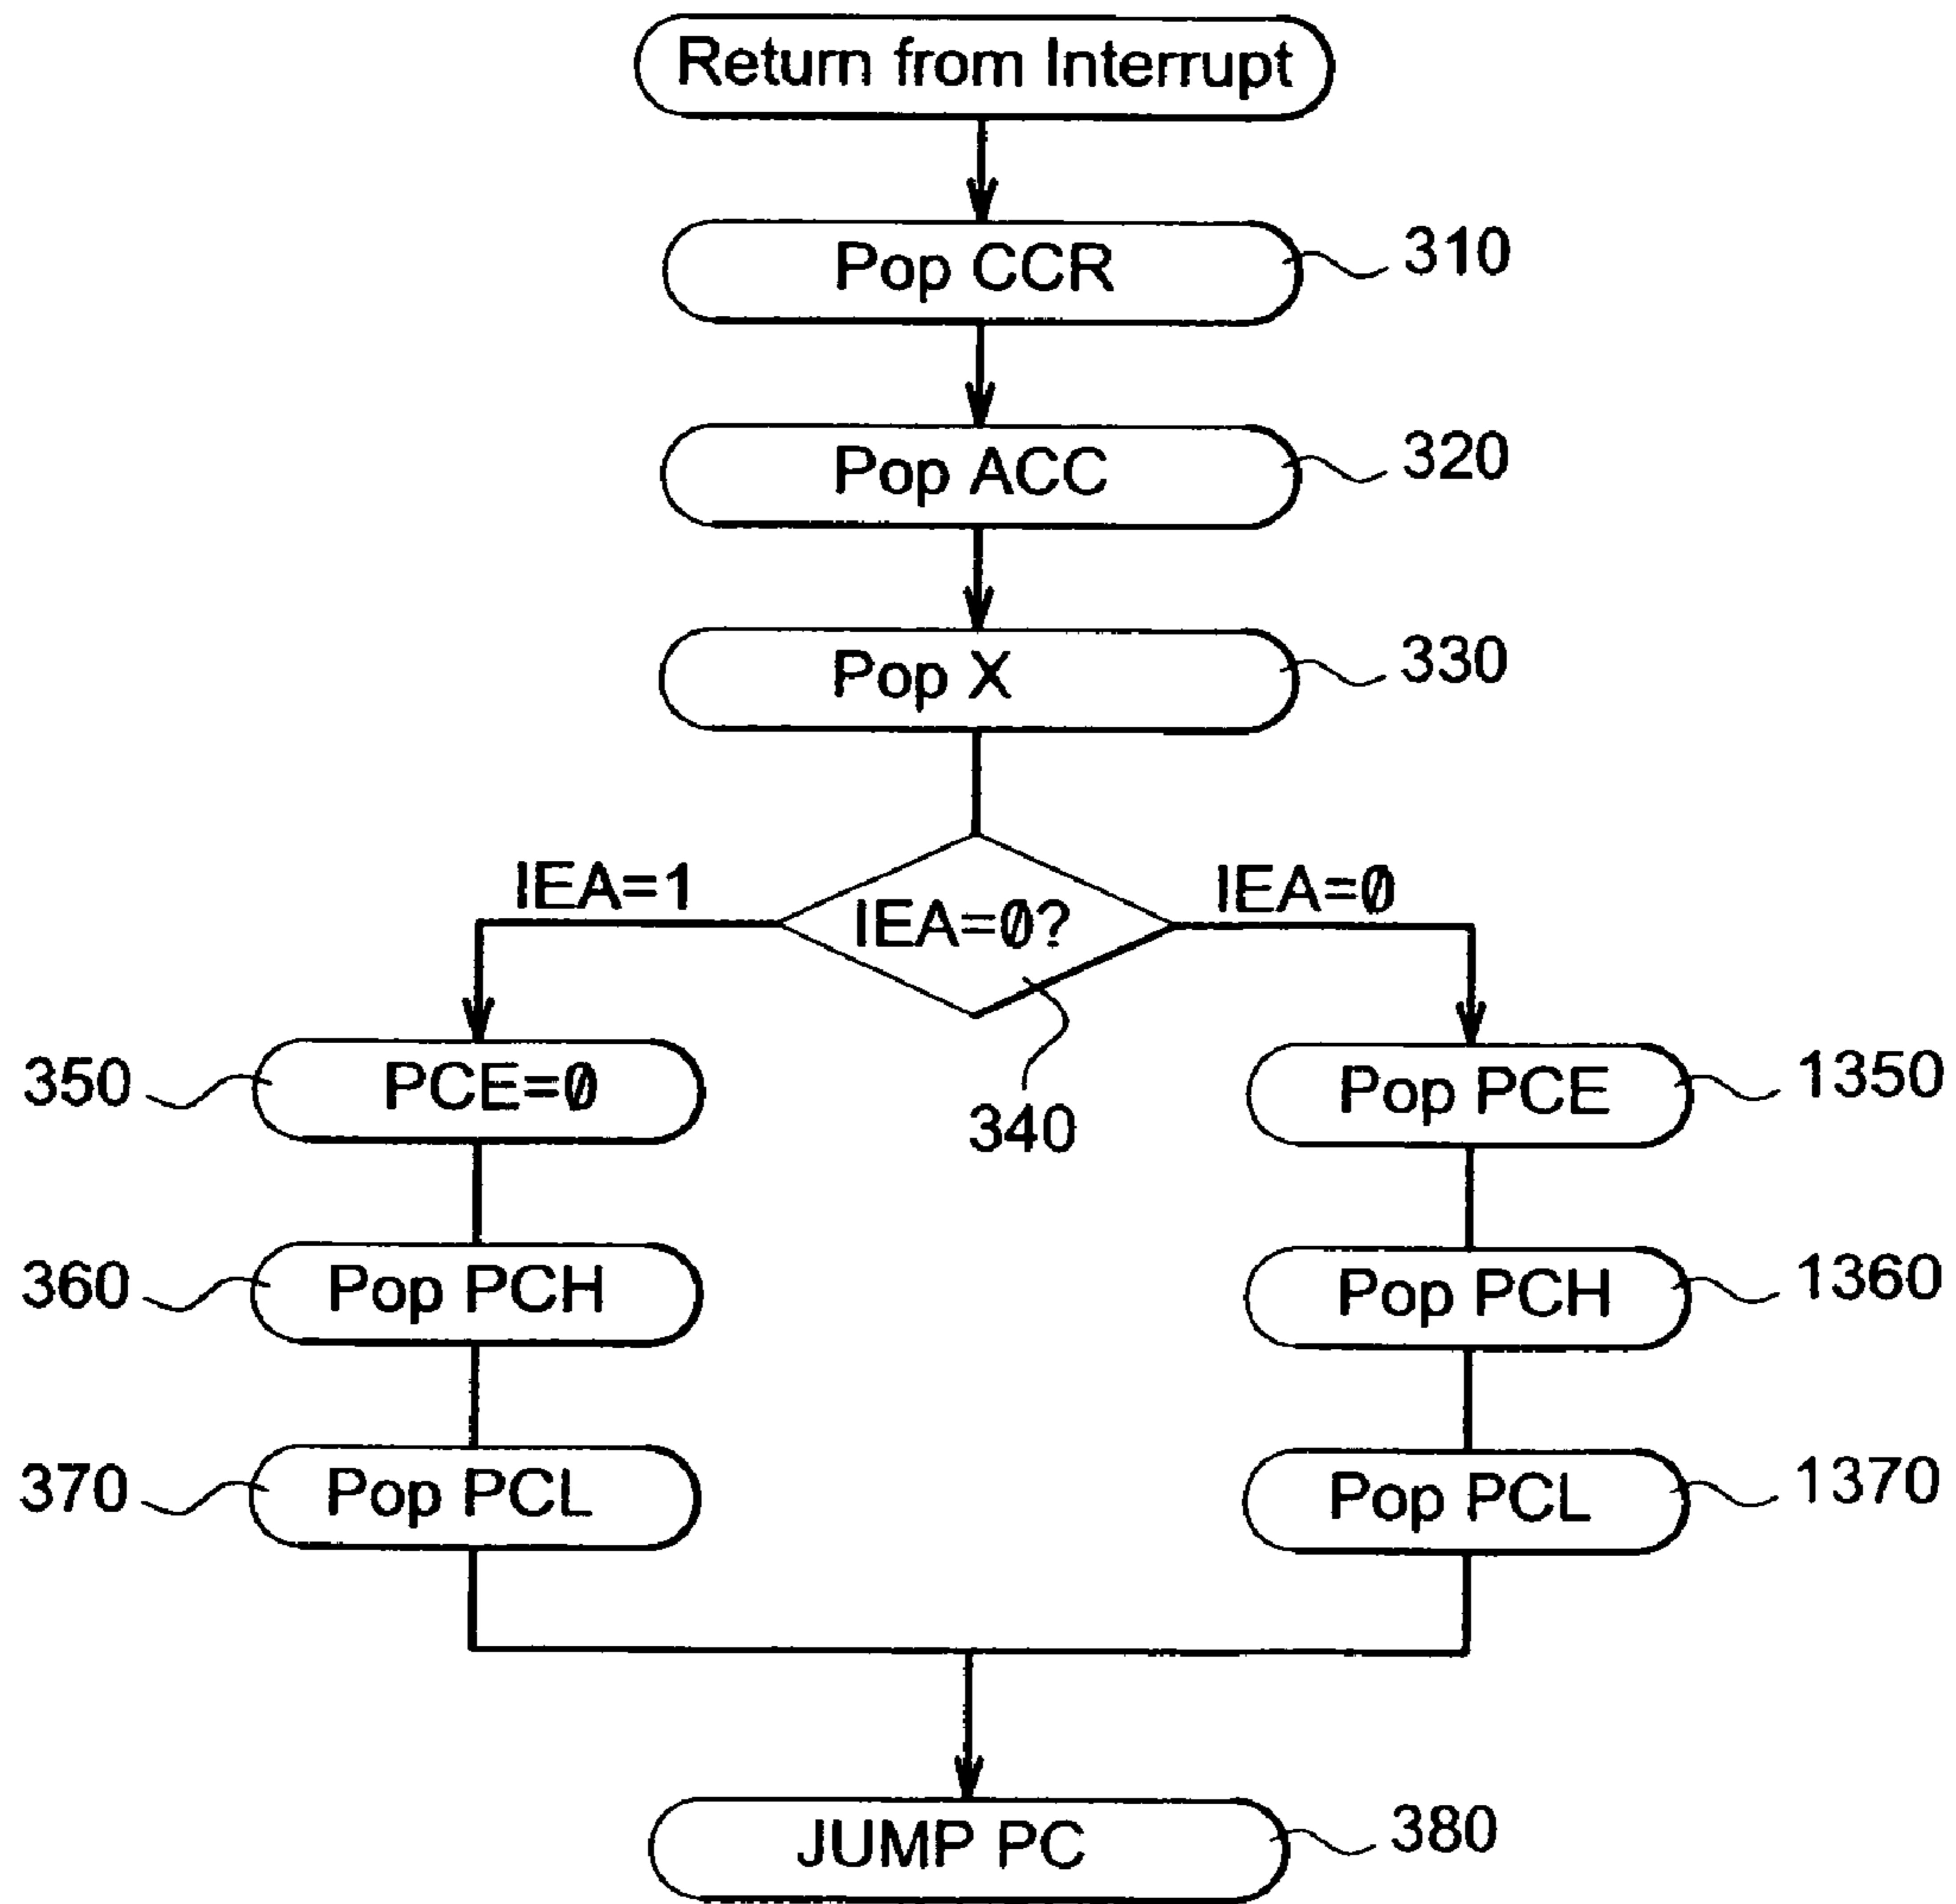 Return from Interrupt
Pop CCR
310
Pop ACC
320
Pop X
330
IEA=1
IEA=0?
IEA=0
340
350
PCE=0
Pop PCE
1350
360
Pop PCH
Pop PCH
1360
370
Pop PCL
Pop PCL
1370
JUMP PC
380